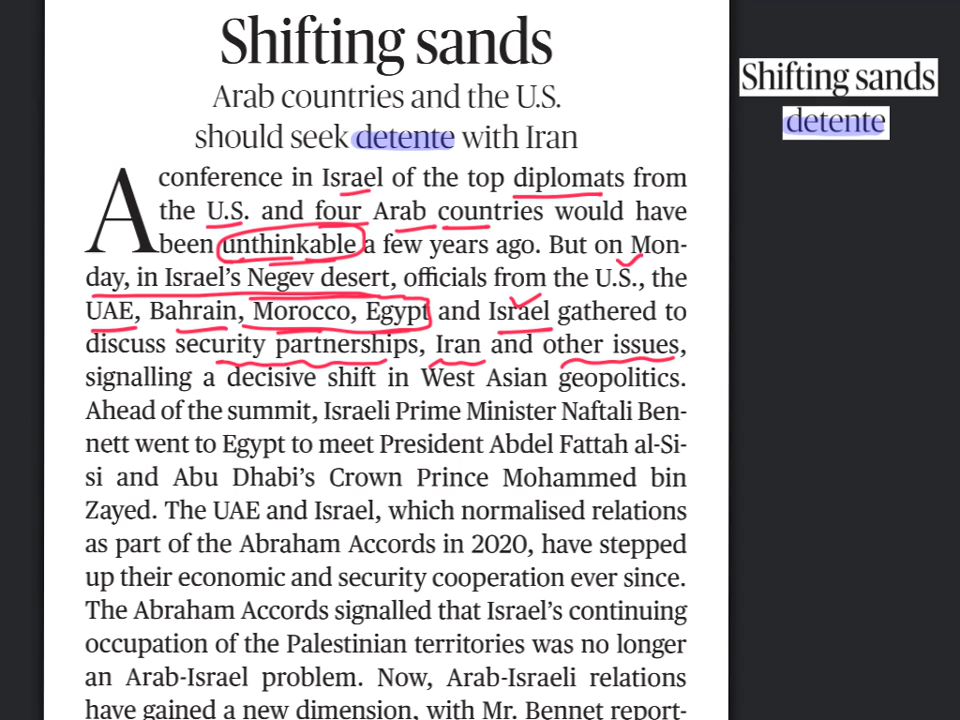 Shifting sands
Arab countries and the U.S.
should seek detente with Iran
A conference in Israel of the top diplomats from
the U.S. and four Arab countries would have
been unthinkable a few years ago. But on Mon-
day, in Israel's Negev desert, officials from the U.S., the
UAE, Bahrain, Morocco, Egypt and Israel gathered to
discuss security partnerships, Iran and other issues,
signalling a decisive shift in West Asian geopolitics.
Ahead of the summit, Israeli Prime Minister Naftali Ben-
nett went to Egypt to meet President Abdel Fattah al-Si-
si and Abu Dhabi's Crown Prince Mohammed bin
Zayed. The UAE and Israel, which normalised relations
as part of the Abraham Accords in 2020, have stepped
up their economic and security cooperation ever since.
The Abraham Accords signalled that Israel's continuing
occupation of the Palestinian territories was no longer
an Arab-Israel problem. Now, Arab-Israeli relations
have gained a new dimension, with Mr. Bennet report-
Shifting sands
detente